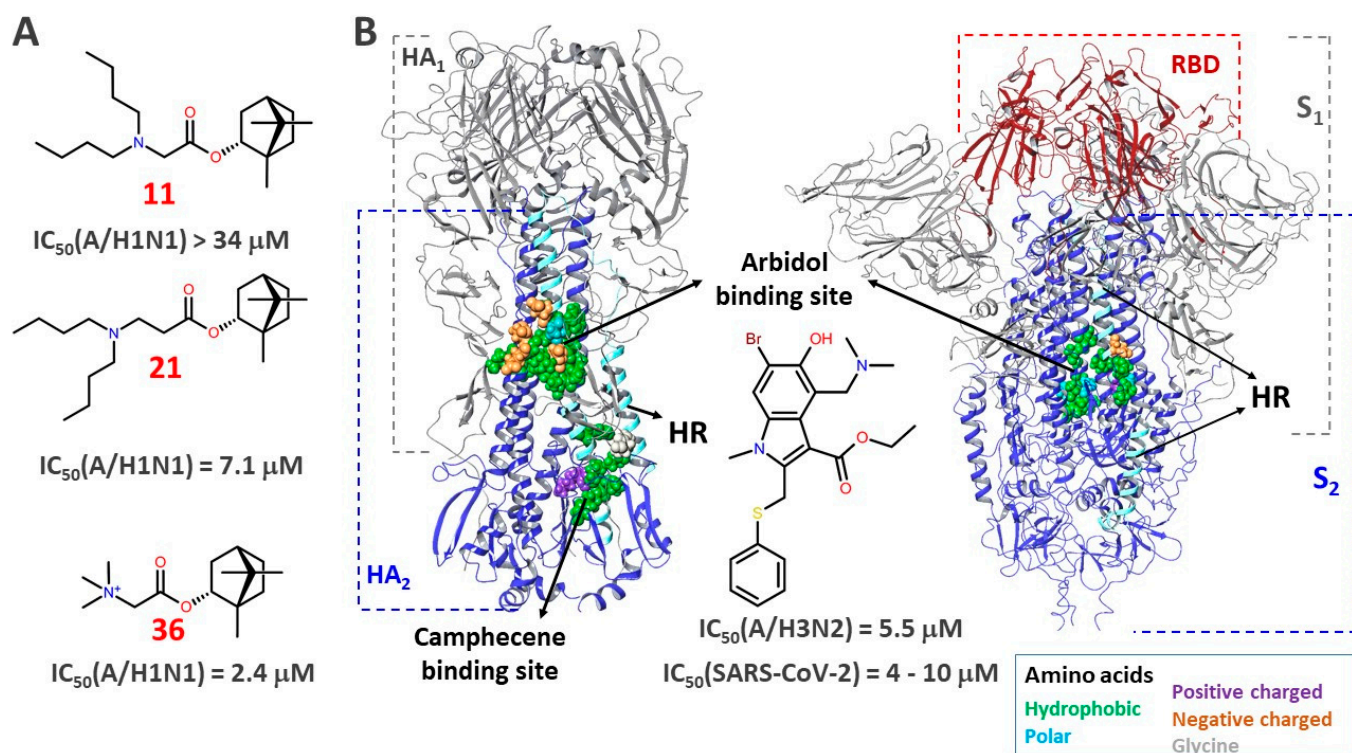 A
N
O
O
11
IC50(A/H1N1) > 34 μM
N
O
O
21
IC50(A/H1N1) = 7.1 μM
N+
O
O
36
IC50(A/H1N1) = 2.4 μM
B
HA1
HA2
HR
Camphecene
binding site
Arbidol
binding site
Br
OH
N
N
O
O
S
IC50(A/H3N2) = 5.5 μM
IC50(SARS-CoV-2) = 4 - 10 μM
RBD
S1
HR
S2
Amino acids
Hydrophobic
Polar
Positive charged
Negative charged
Glycine